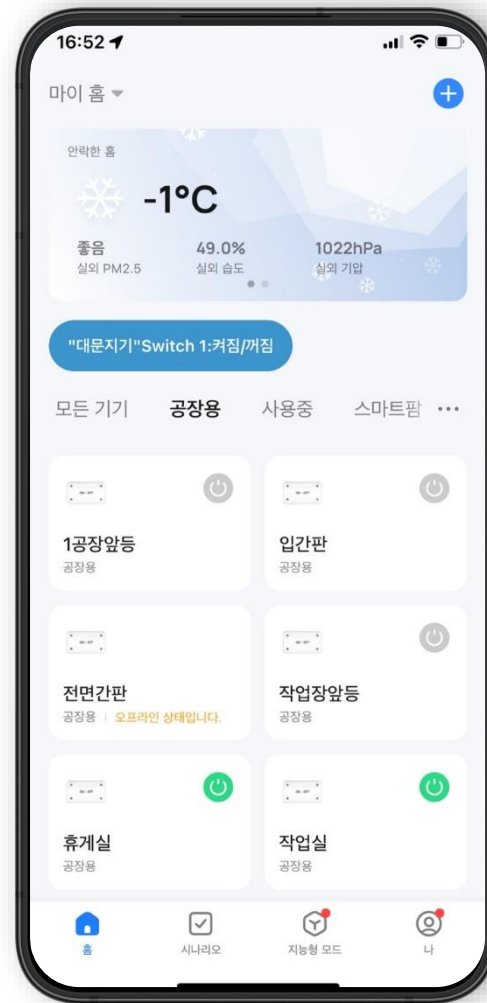 16:52
마이 홈
안락한 홈
-1°C
좋음 49.0% 1022hPa
실외 PM2.5 실외 습도 실외 기압
"대문지기"Switch 1:켜짐/꺼짐
모든 기기 공장용 사용중 스마트팜 •••
1공장앞등 입간판
공장용 공장용
전면간판 작업장앞등
공장용 | 오프라인 상태입니다. 공장용
휴게실 작업실
공장용 공장용
홈 시나리오 지능형 모드 나